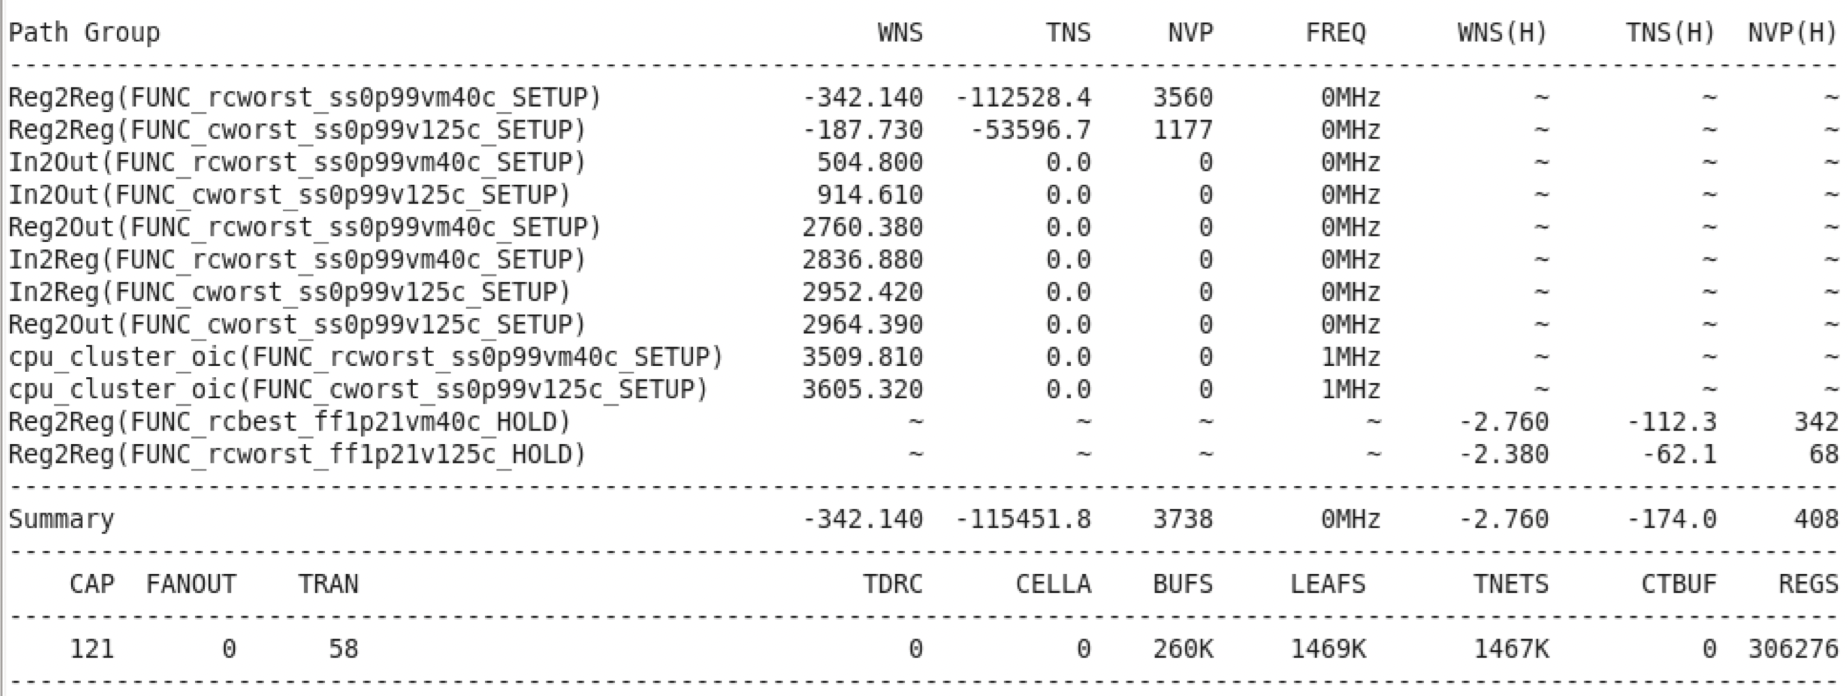 Path Group WNS TNS NVP FREQ WNS(H) TNS(H) NVP(H)
Reg2Reg(FUNC_rcworst_ss0p99vm40c_SETUP) -342.140 -112528.4 3560 0MHz ~ ~ ~
Reg2Reg(FUNC_cworst_ss0p99v125c_SETUP) -187.730 -53596.7 1177 0MHz ~ ~ ~
In2Out(FUNC_rcworst_ss0p99vm40c_SETUP) 504.800 0.0 0 0MHz ~ ~ ~
In2Out(FUNC_cworst_ss0p99v125c_SETUP) 914.610 0.0 0 0MHz ~ ~ ~
Reg2Out(FUNC_rcworst_ss0p99vm40c_SETUP) 2760.380 0.0 0 0MHz ~ ~ ~
In2Reg(FUNC_rcworst_ss0p99vm40c_SETUP) 2836.880 0.0 0 0MHz ~ ~ ~
In2Reg(FUNC_cworst_ss0p99v125c_SETUP) 2952.420 0.0 0 0MHz ~ ~ ~
Reg2Out(FUNC_cworst_ss0p99v125c_SETUP) 2964.390 0.0 0 0MHz ~ ~ ~
cpu_cluster_oic(FUNC_rcworst_ss0p99vm40c_SETUP) 3509.810 0.0 0 1MHz ~ ~ ~
cpu_cluster_oic(FUNC_cworst_ss0p99v125c_SETUP) 3605.320 0.0 0 1MHz ~ ~ ~
Reg2Reg(FUNC_rcbest_ff1p21vm40c_HOLD) ~ ~ ~ ~ -2.760 -112.3 342
Reg2Reg(FUNC_rcworst_ff1p21v125c_HOLD) ~ ~ ~ ~ -2.380 -62.1 68
Summary -342.140 -115451.8 3738 0MHz -2.760 -174.0 408
CAP FANOUT TRAN TDRC CELLA BUFS LEAFS TNETS CTBUF REGS
121 0 58 0 0 260K 1469K 1467K 0 306276